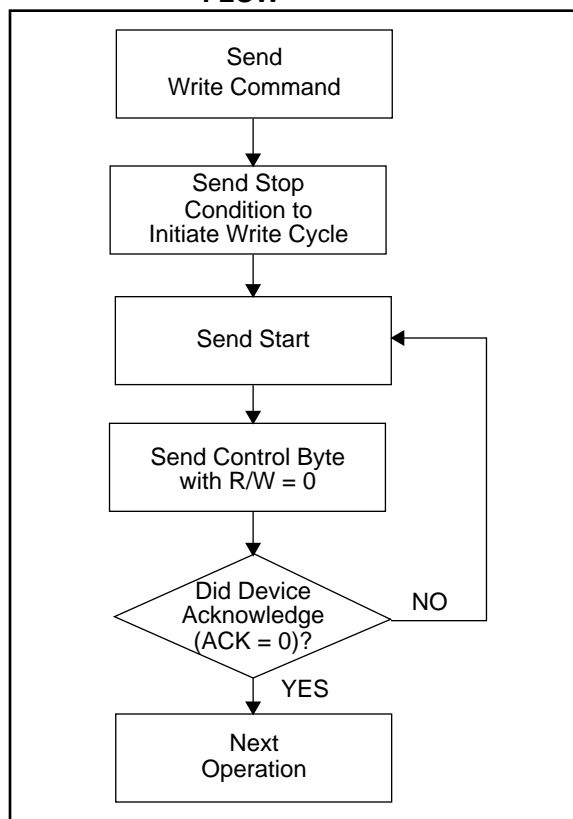 Send
Write Command
Send Stop
Condition to
Initiate Write Cycle
Send Start
Send Control Byte
with R/W = 0
Did Device
Acknowledge
(ACK = 0)?
NO
YES
Next
Operation